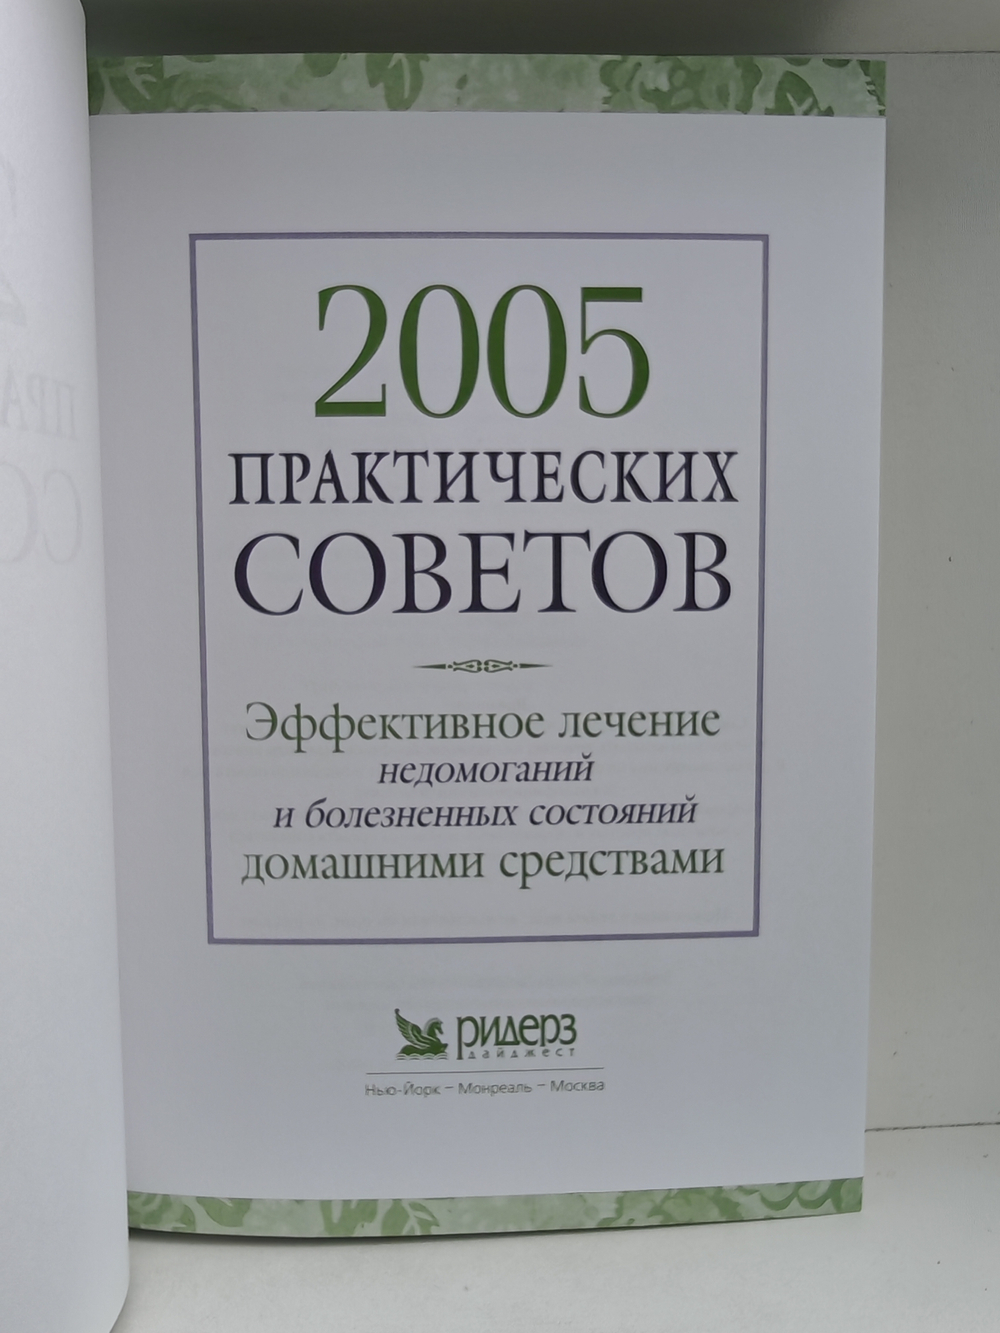 2005
ПРАКТИЧЕСКИХ
СОВЕТОВ
Эффективное лечение
недомоганий
и болезненных состояний
домашними средствами
РИДЕРЗ
ДАЙДЖЕСТ
Нью-Йорк – Монреаль – Москва